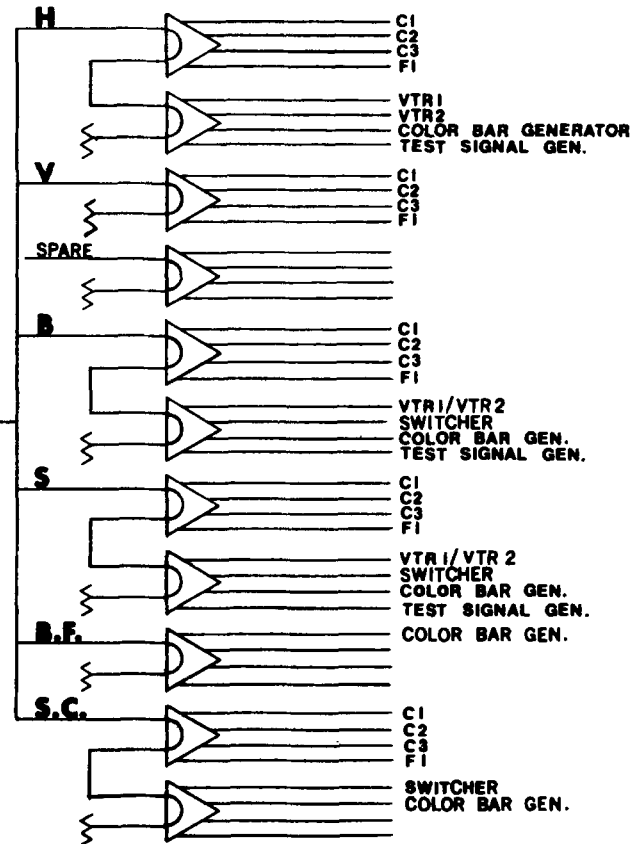 H
C1
C2
C3
F1
VTR1
VTR2
COLOR BAR GENERATOR
TEST SIGNAL GEN.
V
C1
C2
C3
F1
SPARE
B
C1
C2
C3
F1
VTR1/VTR2
SWITCHER
COLOR BAR GEN.
TEST SIGNAL GEN.
S
C1
C2
C3
F1
VTR1/VTR2
SWITCHER
COLOR BAR GEN.
TEST SIGNAL GEN.
B.F.
COLOR BAR GEN.
S.C.
C1
C2
C3
F1
SWITCHER
COLOR BAR GEN.